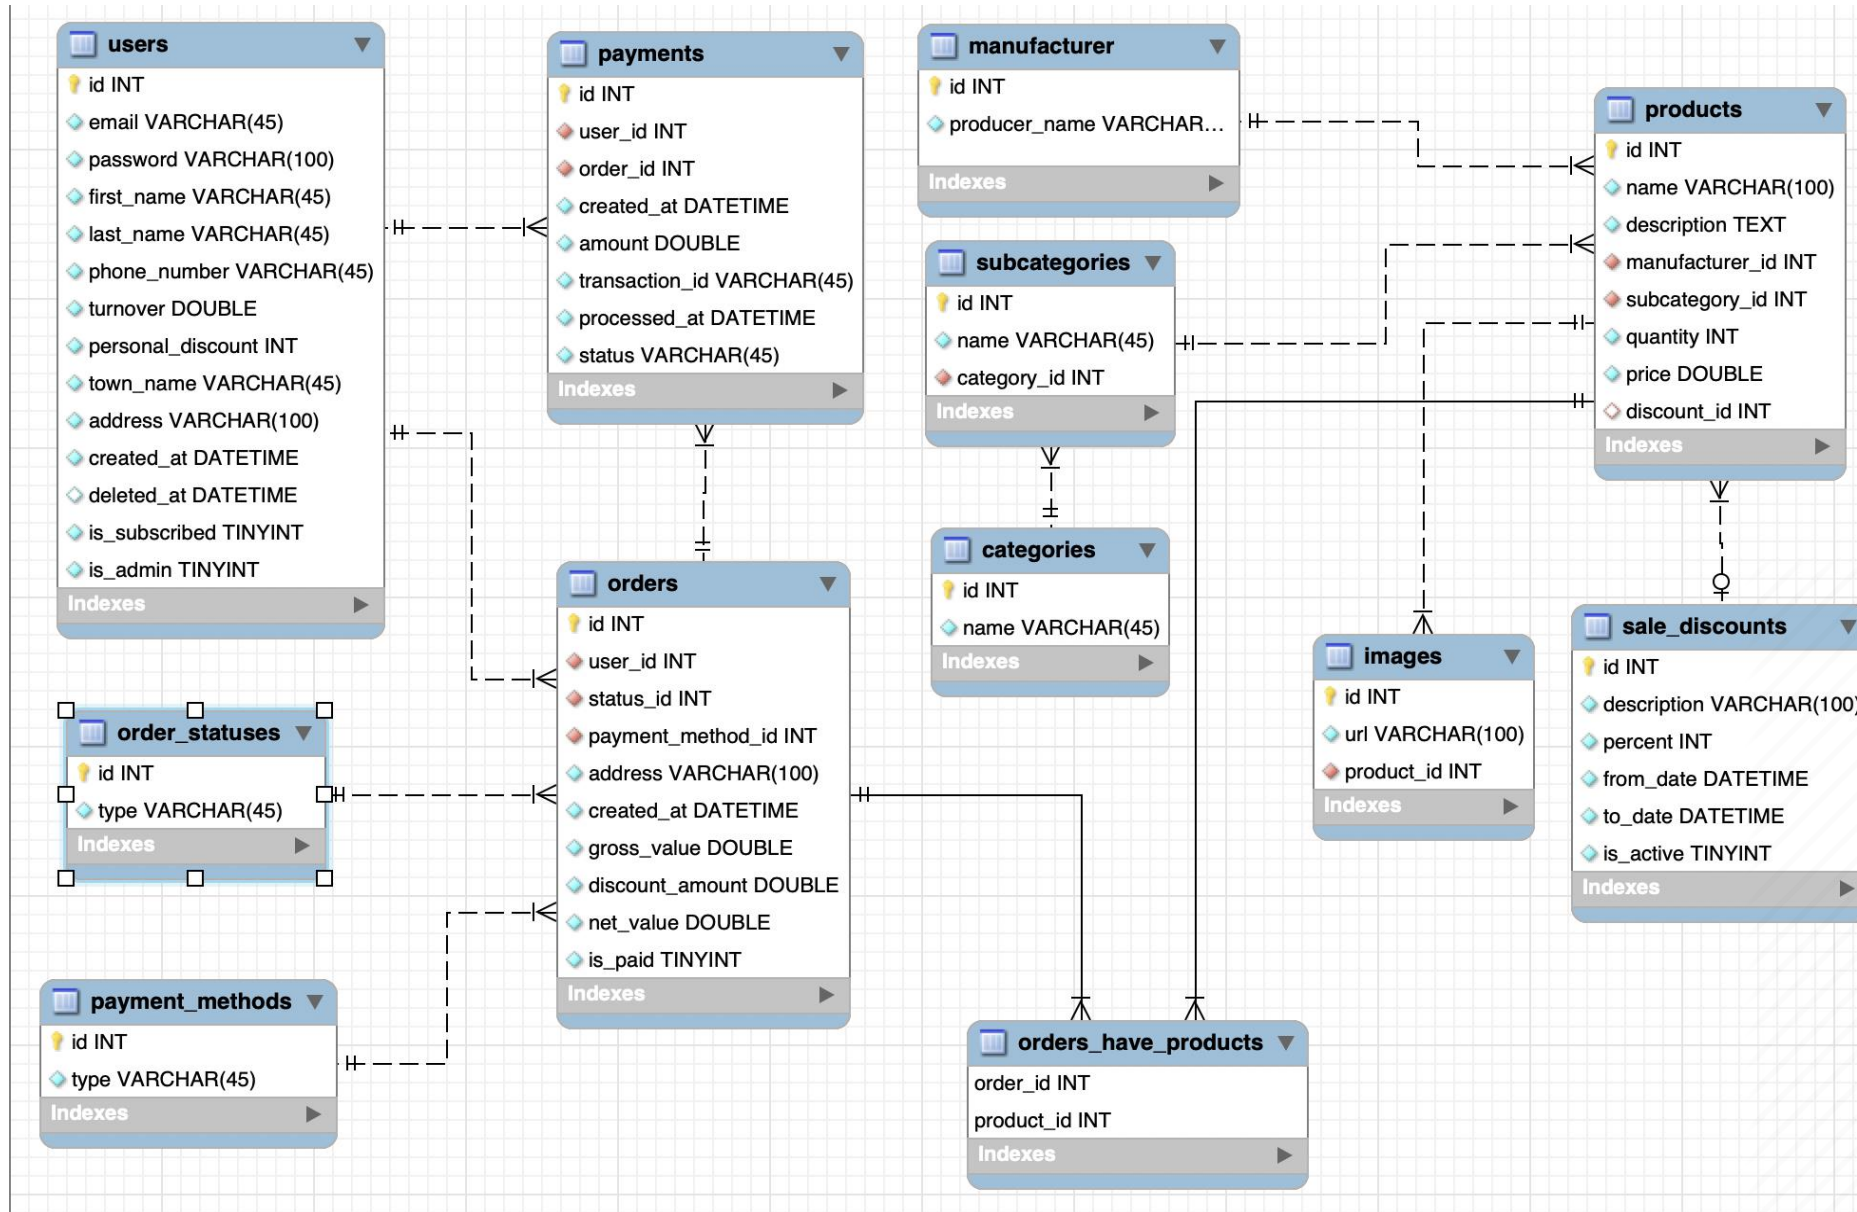 users
id INT
email VARCHAR(45)
password VARCHAR(100)
first_name VARCHAR(45)
last_name VARCHAR(45)
phone_number VARCHAR(45)
turnover DOUBLE
personal_discount INT
town_name VARCHAR(45)
address VARCHAR(100)
created_at DATETIME
deleted_at DATETIME
is_subscribed TINYINT
is_admin TINYINT
Indexes
payments
id INT
user_id INT
order_id INT
created_at DATETIME
amount DOUBLE
transaction_id VARCHAR(45)
processed_at DATETIME
status VARCHAR(45)
Indexes
manufacturer
id INT
producer_name VARCHAR...
Indexes
products
id INT
name VARCHAR(100)
description TEXT
manufacturer_id INT
subcategory_id INT
quantity INT
price DOUBLE
discount_id INT
Indexes
subcategories
id INT
name VARCHAR(45)
category_id INT
Indexes
categories
id INT
name VARCHAR(45)
Indexes
orders
id INT
user_id INT
status_id INT
payment_method_id INT
address VARCHAR(100)
created_at DATETIME
gross_value DOUBLE
discount_amount DOUBLE
net_value DOUBLE
is_paid TINYINT
Indexes
images
id INT
url VARCHAR(100)
product_id INT
Indexes
sale_discounts
id INT
description VARCHAR(100)
percent INT
from_date DATETIME
to_date DATETIME
is_active TINYINT
Indexes
order_statuses
id INT
type VARCHAR(45)
Indexes
payment_methods
id INT
type VARCHAR(45)
Indexes
orders_have_products
order_id INT
product_id INT
Indexes